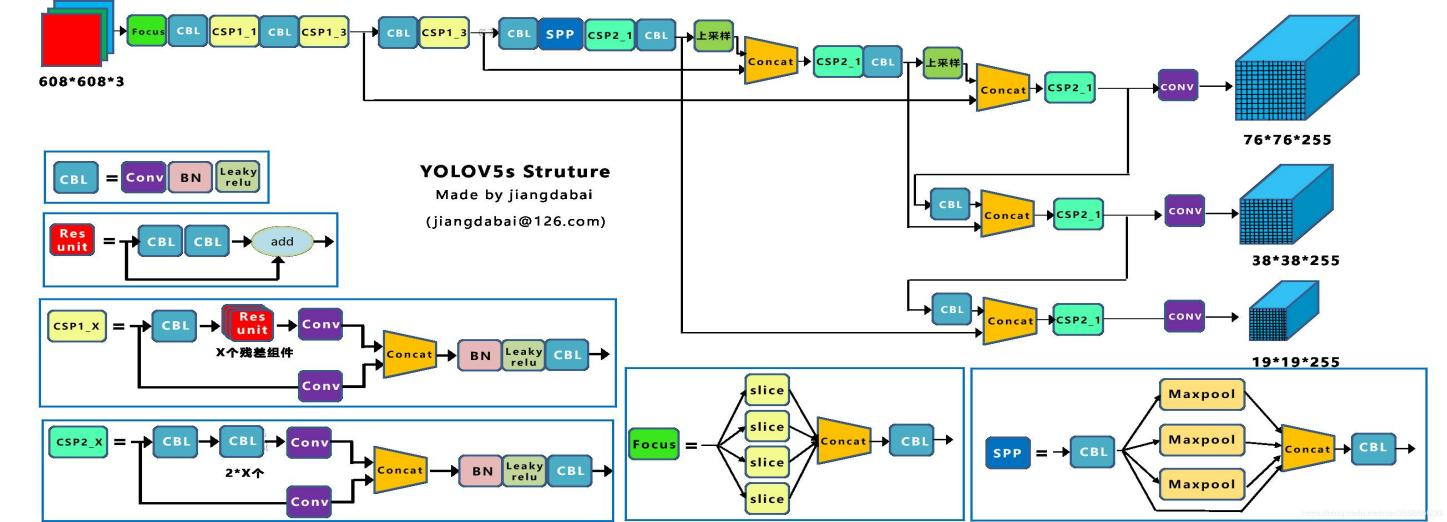 Focus CBL CSP1_1 CBL CSP1_3 CBL CSP1_3 CBL SPP CSP2_1 CBL 上采样
Concat CSP2_1 CBL 上采样
Concat CSP2_1 CONV
608*608*3
76*76*255
CBL = Conv BN Leaky relu
YOLOV5s Struture
Made by jiangdabai
(jiangdabai@126.com)
CBL Concat CSP2_1 CONV
38*38*255
Res unit = CBL CBL add
CBL Concat CSP2_1 CONV
19*19*255
CSP1_X = CBL Res unit Conv
X个残差组件
Concat BN Leaky relu CBL
Conv
CSP2_X = CBL CBL Conv
2*X个
Concat BN Leaky relu CBL
Conv
Focus = slice
slice
slice
slice
Concat CBL
SPP = CBL Maxpool
Maxpool
Maxpool
Concat CBL